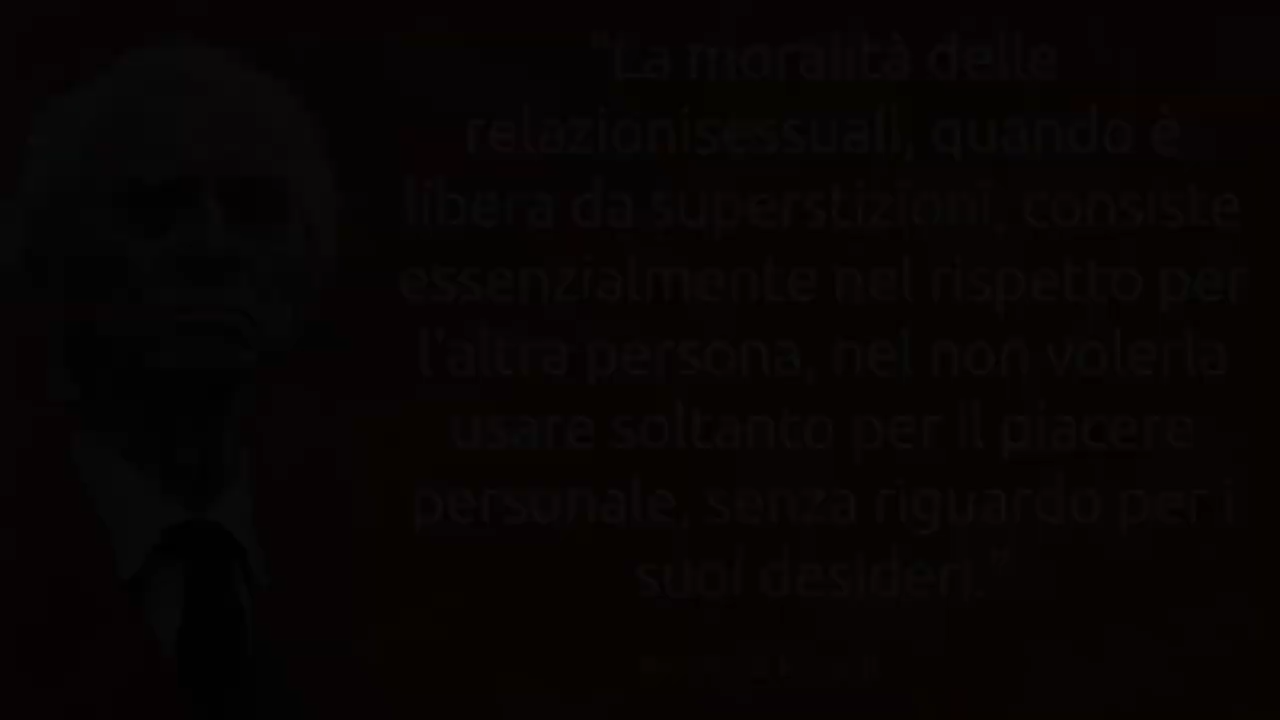 "La moralità delle
relazionisessuali, quando è
libera da superstizioni, consiste
essenzialmente nel rispetto per
l'altra persona, nel non volerla
usare soltanto per il piacere
personale, senza riguardo per i
suoi desideri."